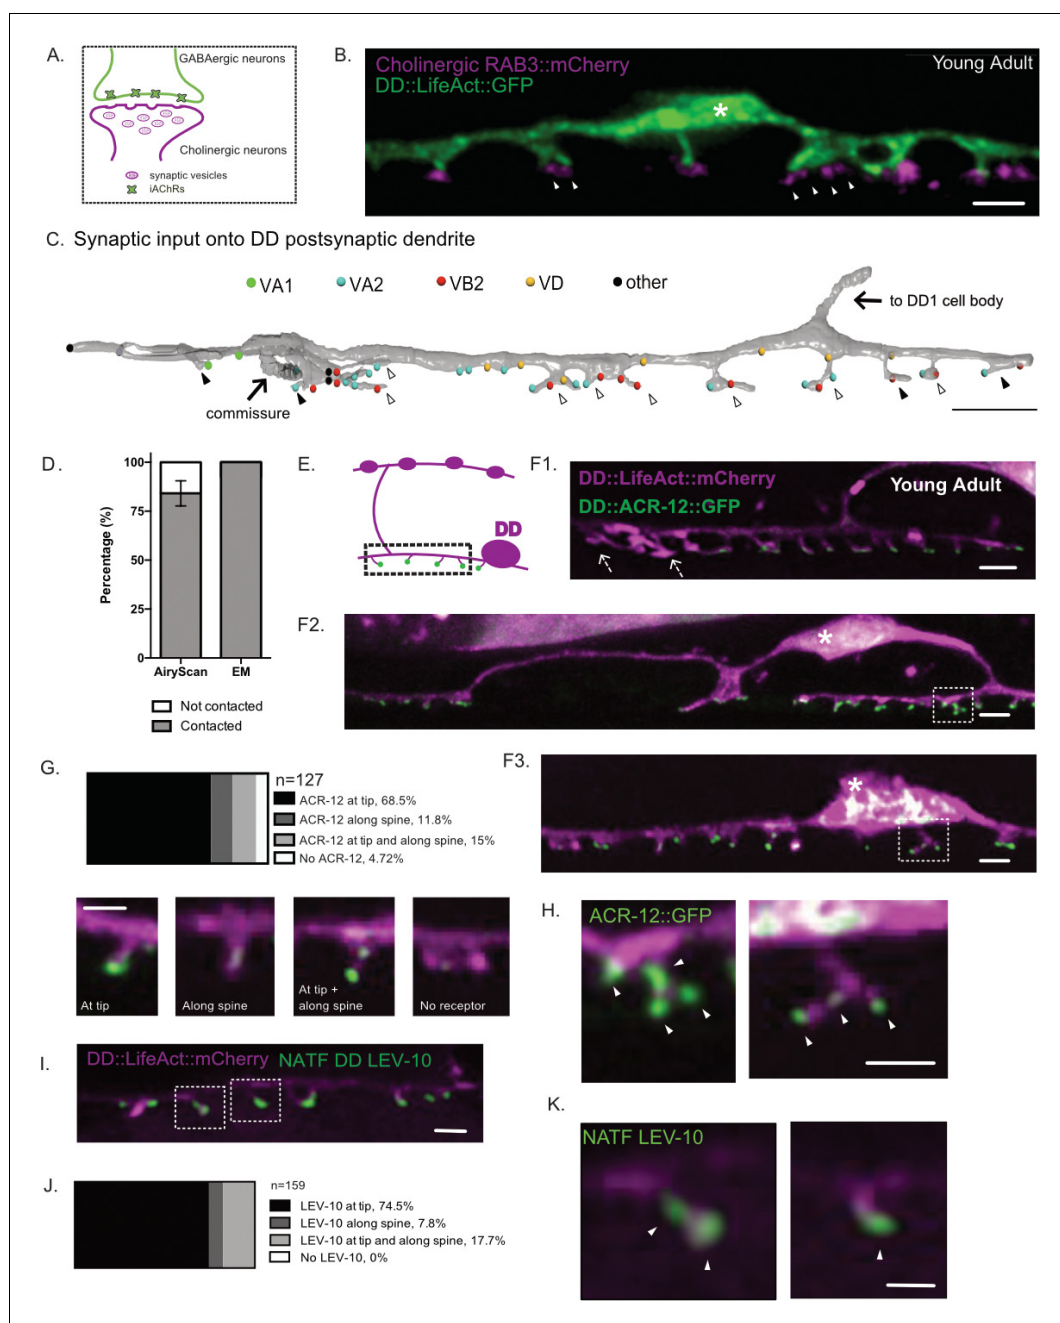 A.
GABAergic neurons
Cholinergic neurons
synaptic vesicles
iAChRs
B.
Cholinergic RAB3::mCherry
DD::LifeAct::GFP
Young Adult
*
C. Synaptic input onto DD postsynaptic dendrite
VA1 VA2 VB2 VD other
to DD1 cell body
commissure
D.
Percentage (%)
100
75
50
25
0
AiryScan EM
Not contacted
Contacted
E.
DD
F1.
DD::LifeAct::mCherry
DD::ACR-12::GFP
Young Adult
F2.
*
G.
n=127
ACR-12 at tip, 68.5%
ACR-12 along spine, 11.8%
ACR-12 at tip and along spine, 15%
No ACR-12, 4.72%
At tip
Along spine
At tip +
along spine
No receptor
F3.
*
H.
ACR-12::GFP
I.
DD::LifeAct::mCherry NATF DD LEV-10
J.
n=159
LEV-10 at tip, 74.5%
LEV-10 along spine, 7.8%
LEV-10 at tip and along spine, 17.7%
No LEV-10, 0%
K.
NATF LEV-10